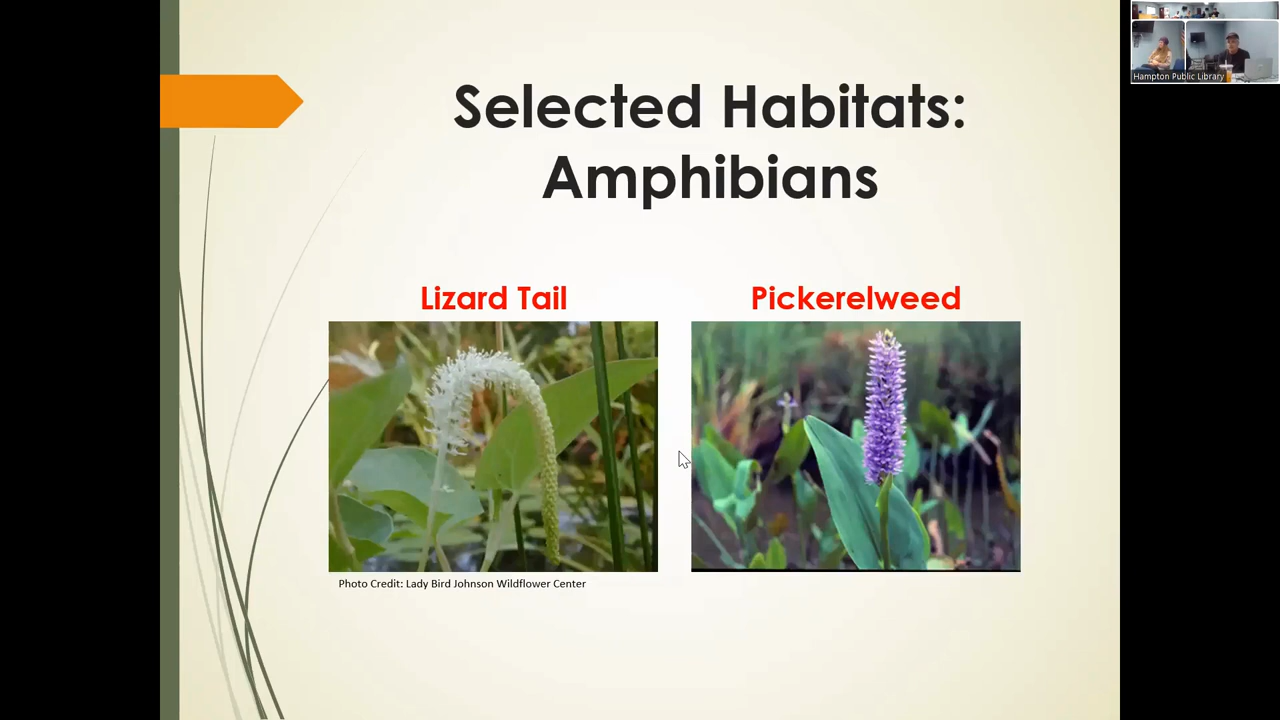 Selected Habitats:
Amphibians
Lizard Tail
Pickerelweed
Photo Credit: Lady Bird Johnson Wildflower Center
Hampton Public Library